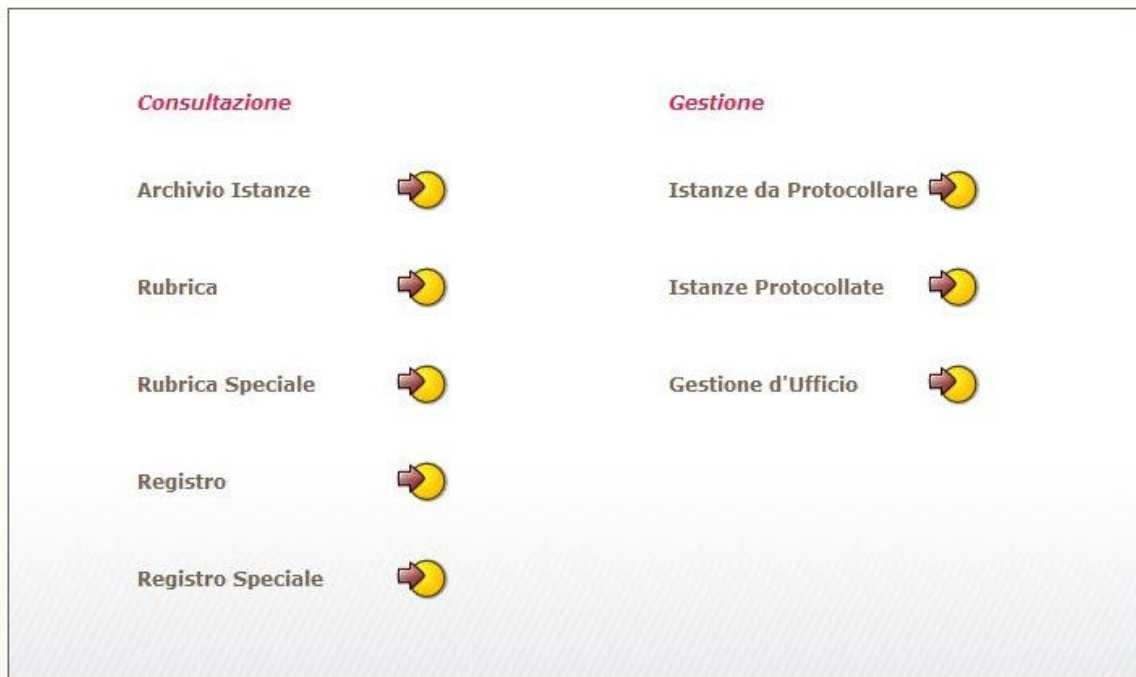 Consultazione
Archivio Istanze
Rubrica
Rubrica Speciale
Registro
Registro Speciale
Gestione
Istanze da Protocollare
Istanze Protocollate
Gestione d'Ufficio